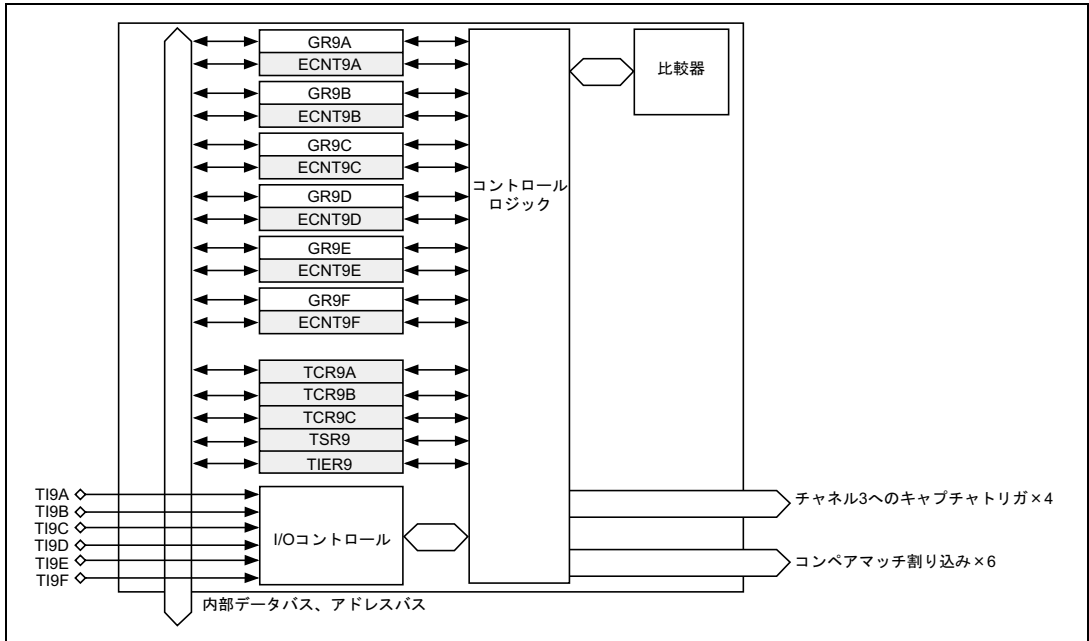 GR9A
ECNT9A
GR9B
ECNT9B
GR9C
ECNT9C
GR9D
ECNT9D
GR9E
ECNT9E
GR9F
ECNT9F
TCR9A
TCR9B
TCR9C
TSR9
TIER9
コントロール
ロジック
比較器
TI9A
TI9B
TI9C
TI9D
TI9E
TI9F
I/Oコントロール
チャネル3へのキャプチャトリガ×4
コンペアマッチ割り込み×6
内部データバス、アドレスバス